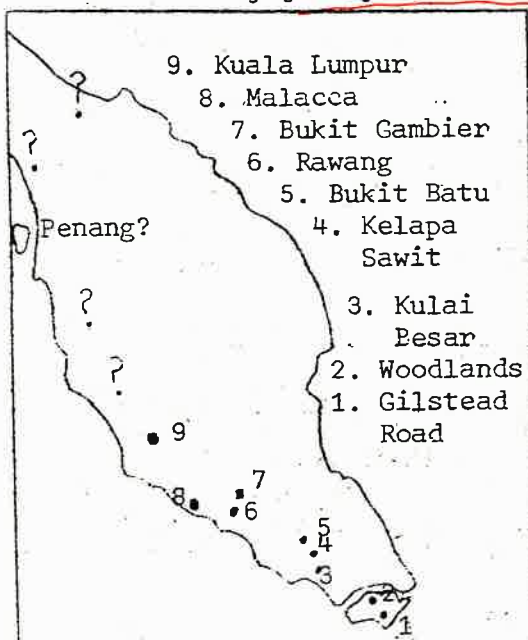 9. Kuala Lumpur
8. Malacca
7. Bukit Gambier
6. Rawang
5. Bukit Batu
4. Kelapa
Sawit
3. Kulai
Besar
2. Woodlands
1. Gilstead
Road
?
?
Penang?
?
?
9
7
8
6
5
4
3
2
1